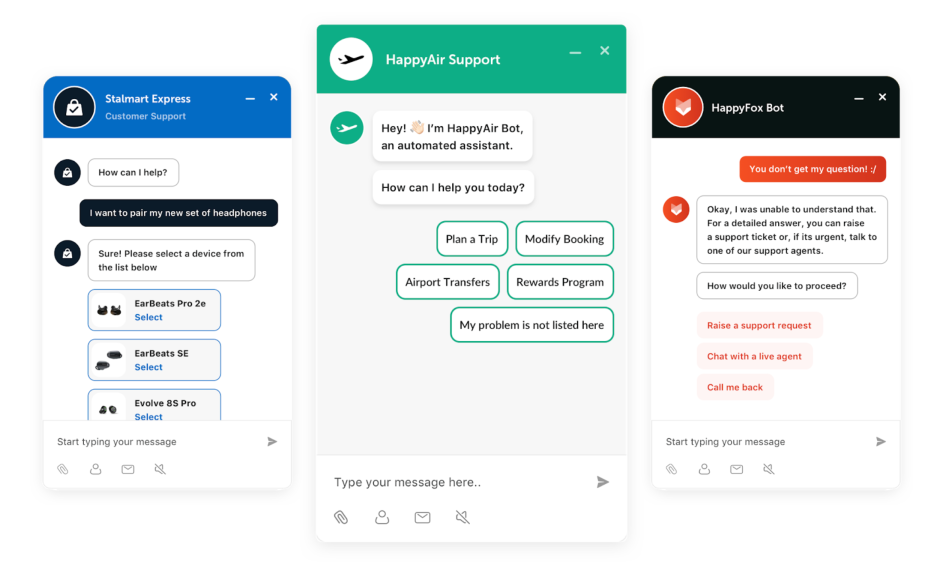 Stalmart Express
Customer Support
How can I help?
I want to pair my new set of headphones
Sure! Please select a device from
the list below
EarBeats Pro 2e
Select
EarBeats SE
Select
Evolve 8S Pro
Select
Start typing your message
HappyAir Support
Hey! 👋🏻 I'm HappyAir Bot,
an automated assistant.
How can I help you today?
Plan a Trip
Modify Booking
Airport Transfers
Rewards Program
My problem is not listed here
Type your message here..
HappyFox Bot
You don't get my question! :/
Okay, I was unable to understand that.
For a detailed answer, you can raise
a support ticket or, if its urgent, talk to
one of our support agents.
How would you like to proceed?
Raise a support request
Chat with a live agent
Call me back
Start typing your message